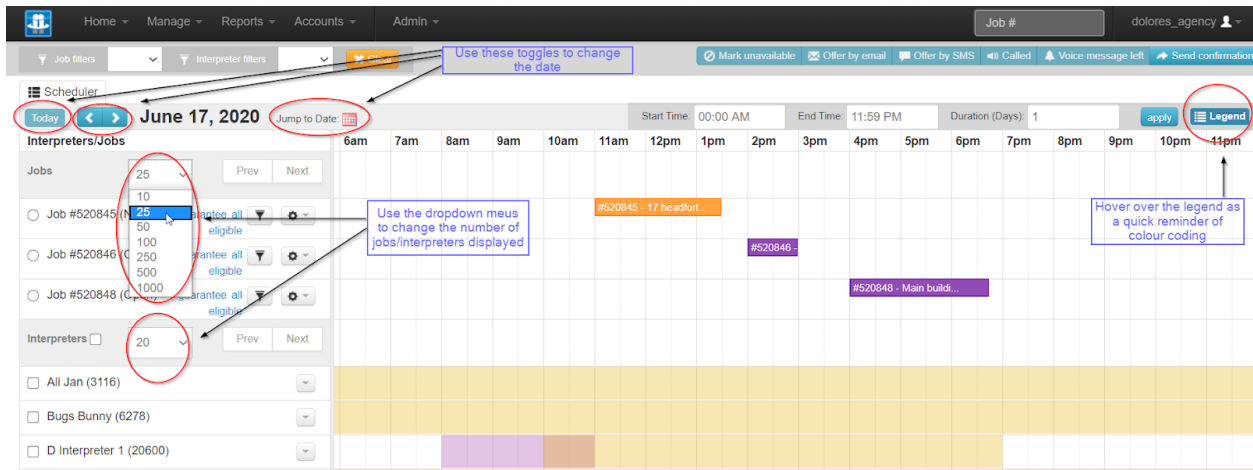 Home Manage Reports Accounts Admin Job # dolores_agency
Job filters Interpreter filters Mark unavailable Offer by email Offer by SMS Called Voice message left Send confirmation
Use these toggles to change
the date
Scheduler
Today June 17, 2020 Jump to Date: Start Time: 00:00 AM End Time: 11:59 PM Duration (Days): 1 apply Legend
Interpreters/Jobs 6am 7am 8am 9am 10am 11am 12pm 1pm 2pm 3pm 4pm 5pm 6pm 7pm 8pm 9pm 10pm 11pm
Jobs 25 Prev Next
10
25
50
100
250
500
1000
Job #520845 all
eligible
#520845 - 17 headfort...
Use the dropdown meus
to change the number of
jobs/interpreters displayed
Hover over the legend as
a quick reminder of
colour coding
Job #520846 all
eligible
#520846 -
Job #520848 all
eligible
#520848 - Main buildi...
Interpreters 20 Prev Next
Ali Jan (3116)
Bugs Bunny (6278)
D Interpreter 1 (20600)